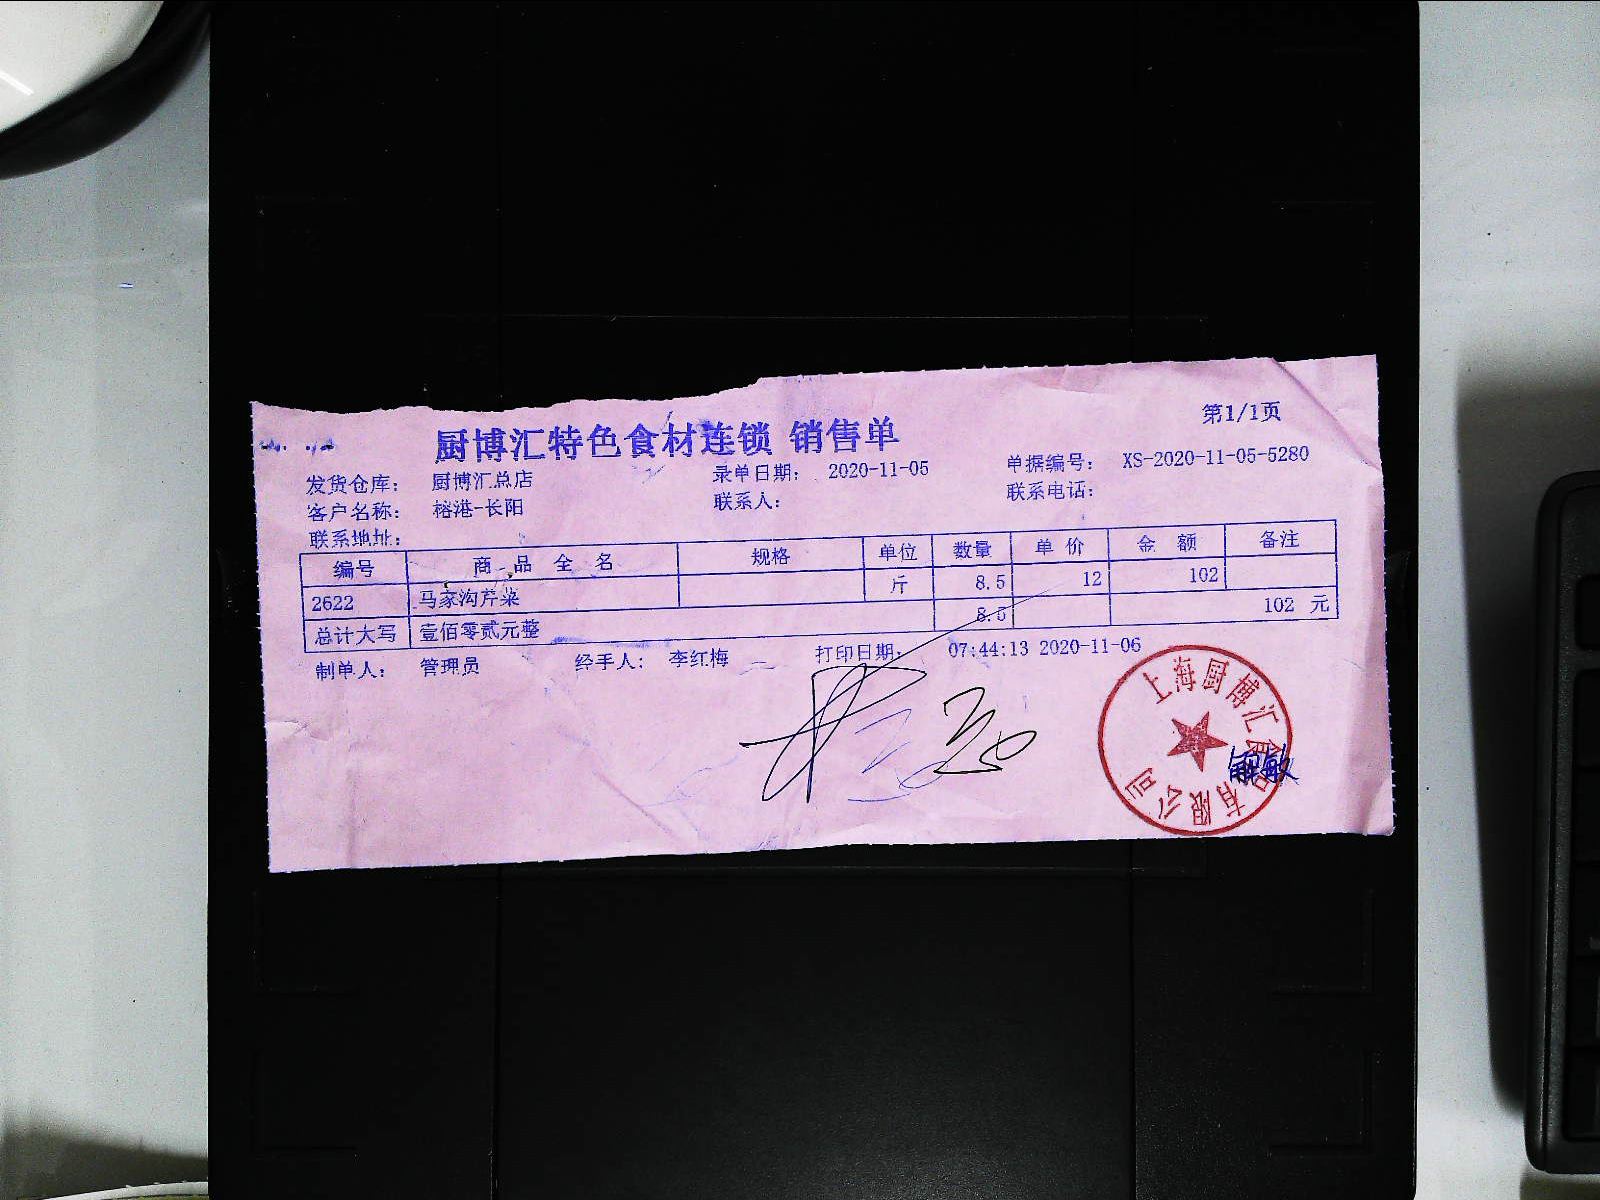 第1/1页
厨博汇特色食材连锁 销售单
发货仓库: 厨博汇总店 录单日期: 2020-11-05 单据编号: XS-2020-11-05-5280
客户名称: 榕港-长阳 联系人: 联系电话:
联系地址:
编号 商 品 全 名 规格 单位 数量 单 价 金 额 备注
2622 马家沟芹菜 斤 8.5 12 102
总计大写 壹佰零贰元整 8.5 102 元
制单人: 管理员 经手人: 李红梅 打印日期: 07:44:13 2020-11-06
上海厨博汇食品有限公司